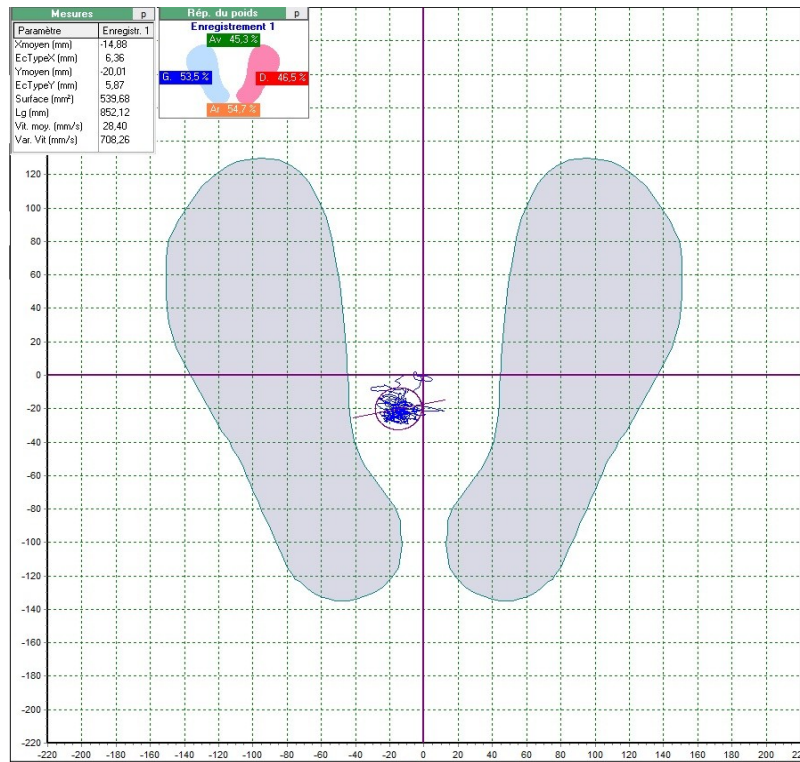 Mesures p
Paramètre Enregistr. 1
Xmoyen (mm) -14,88
EcTypeX (mm) 6,36
Ymoyen (mm) -20,01
EcTypeY (mm) 5,87
Surface (mm²) 539,68
Lg (mm) 852,12
Vit. moy. (mm/s) 28,40
Var. Vit (mm/s) 708,26
Rép. du poids p
Enregistrement 1
Av 45,3 %
G. 53,5 % D. 46,5 %
Ar 54,7 %
120
100
80
60
40
20
0
-20
-40
-60
-80
-100
-120
-140
-160
-180
-200
-220
-220 -200 -180 -160 -140 -120 -100 -80 -60 -40 -20 0 20 40 60 80 100 120 140 160 180 200 22